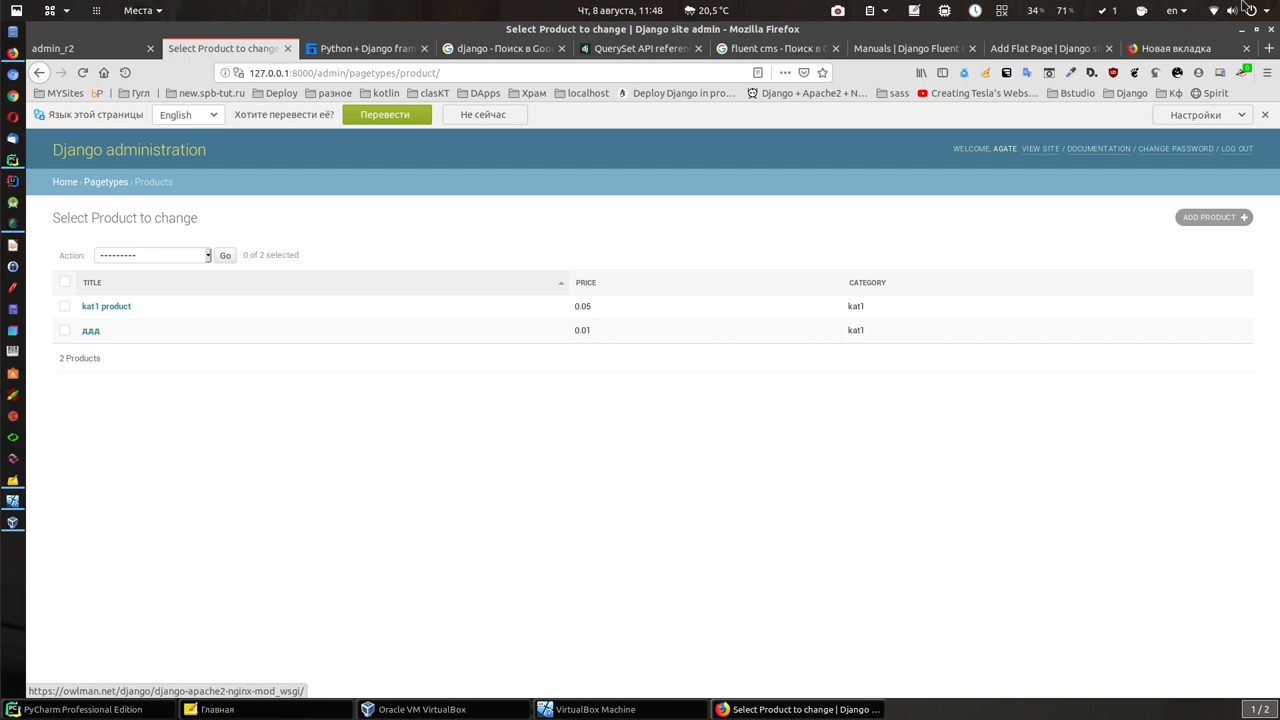 Места
Чт, 8 августа, 11:48
20,5 °C
34 %
71 %
1
en
Select Product to change | Django site admin - Mozilla Firefox
admin_r2
Select Product to change
Python + Django fram
django - Поиск в Goo
QuerySet API referen
fluent cms - Поиск в G
Manuals | Django Fluent C
Add Flat Page | Django si
Новая вкладка
127.0.0.1:8000/admin/pagetypes/product/
MYSites
ЬР
Гугл
new.spb-tut.ru
Deploy
разное
kotlin
claskT
DApps
Храм
localhost
Deploy Django in pro…
Django + Apache2 + N…
sass
Creating Tesla's Webs…
Bstudio
Django
Кф
Spirit
Язык этой страницы
English
Хотите перевести её?
Перевести
Не сейчас
Настройки
Django administration
WELCOME, AGATE. VIEW SITE / DOCUMENTATION / CHANGE PASSWORD / LOG OUT
Home › Pagetypes › Products
Select Product to change
ADD PRODUCT +
Action: --------- Go 0 of 2 selected
TITLE PRICE CATEGORY
kat1 product 0.05 kat1
ддд 0.01 kat1
2 Products
https://owlman.net/django/django-apache2-nginx-mod_wsgi/
PyCharm Professional Edition
Главная
Oracle VM VirtualBox
VirtualBox Machine
Select Product to change | Django …
1 / 2